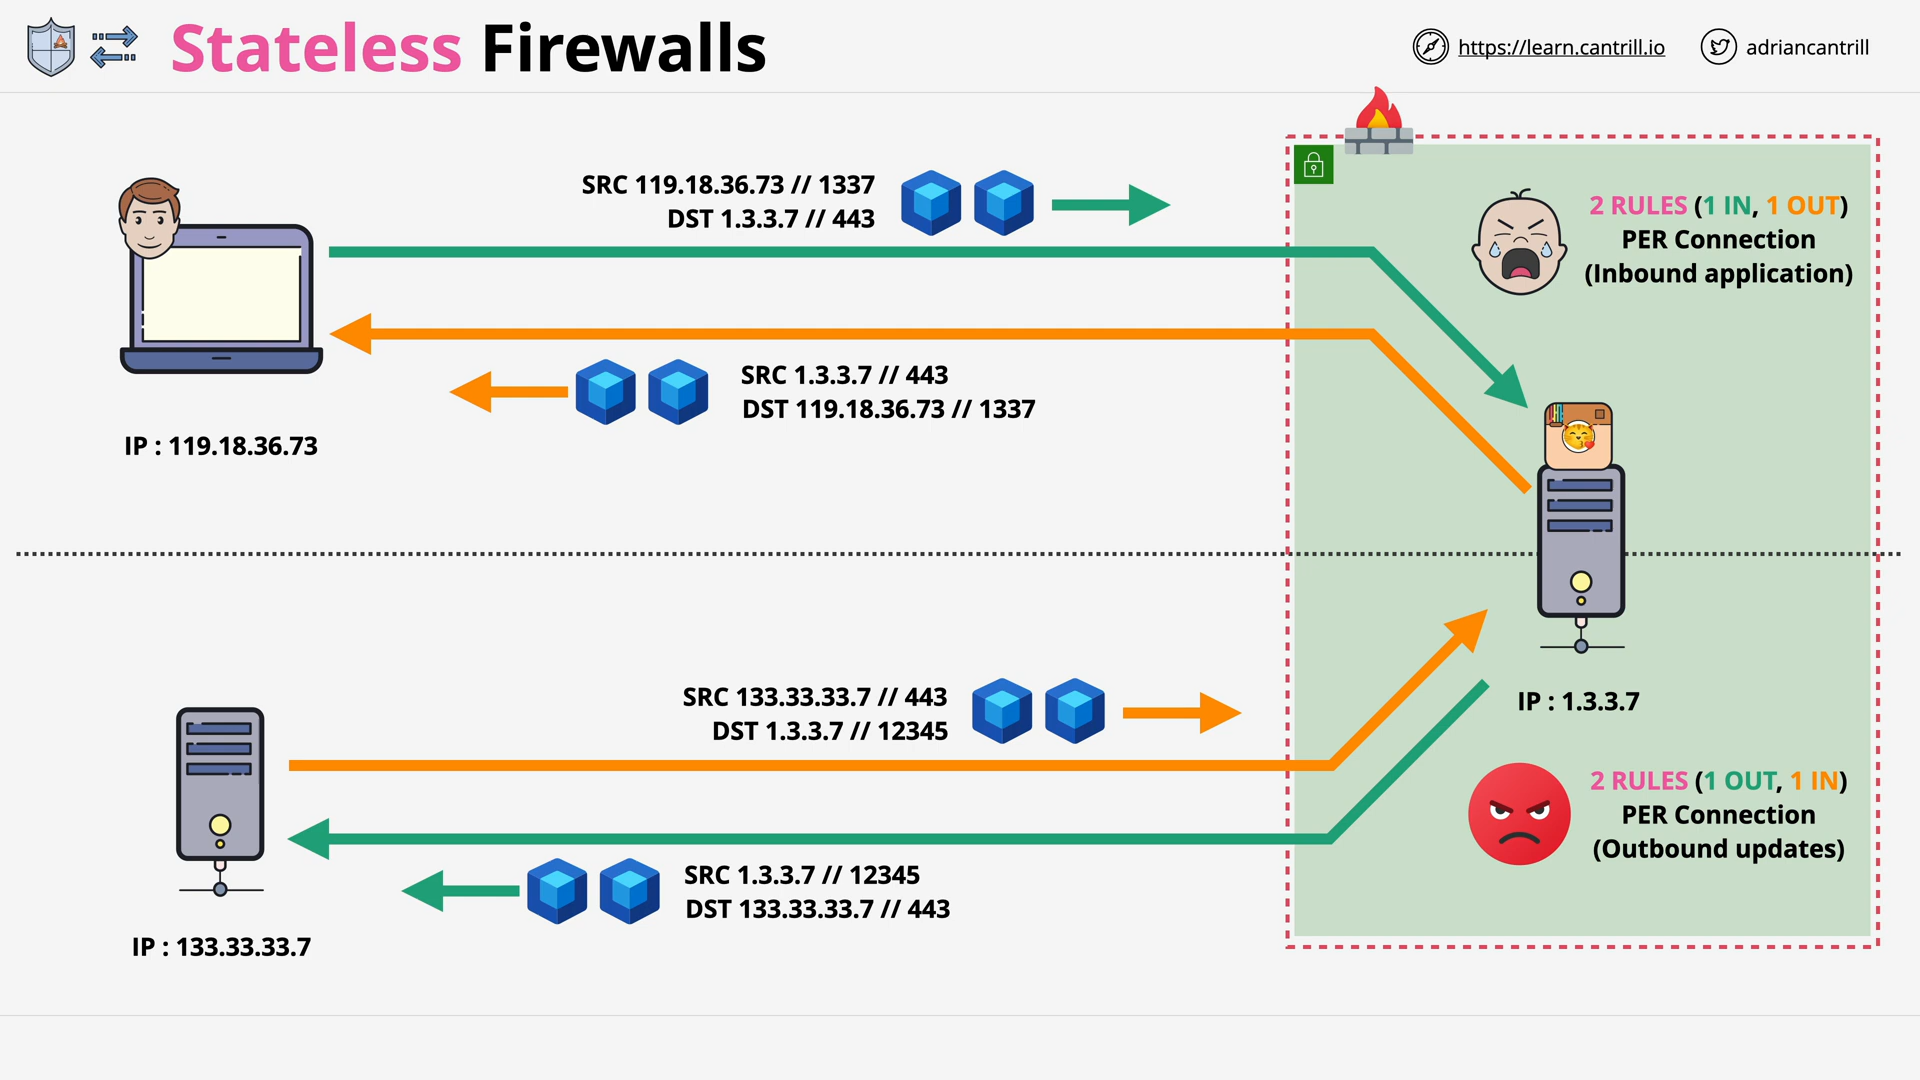 Stateless Firewalls
https://learn.cantrill.io
adriancantrill
SRC 119.18.36.73 // 1337
DST 1.3.3.7 // 443
2 RULES (1 IN, 1 OUT)
PER Connection
(Inbound application)
SRC 1.3.3.7 // 443
DST 119.18.36.73 // 1337
IP : 119.18.36.73
SRC 133.33.33.7 // 443
DST 1.3.3.7 // 12345
IP : 1.3.3.7
2 RULES (1 OUT, 1 IN)
PER Connection
(Outbound updates)
SRC 1.3.3.7 // 12345
DST 133.33.33.7 // 443
IP : 133.33.33.7